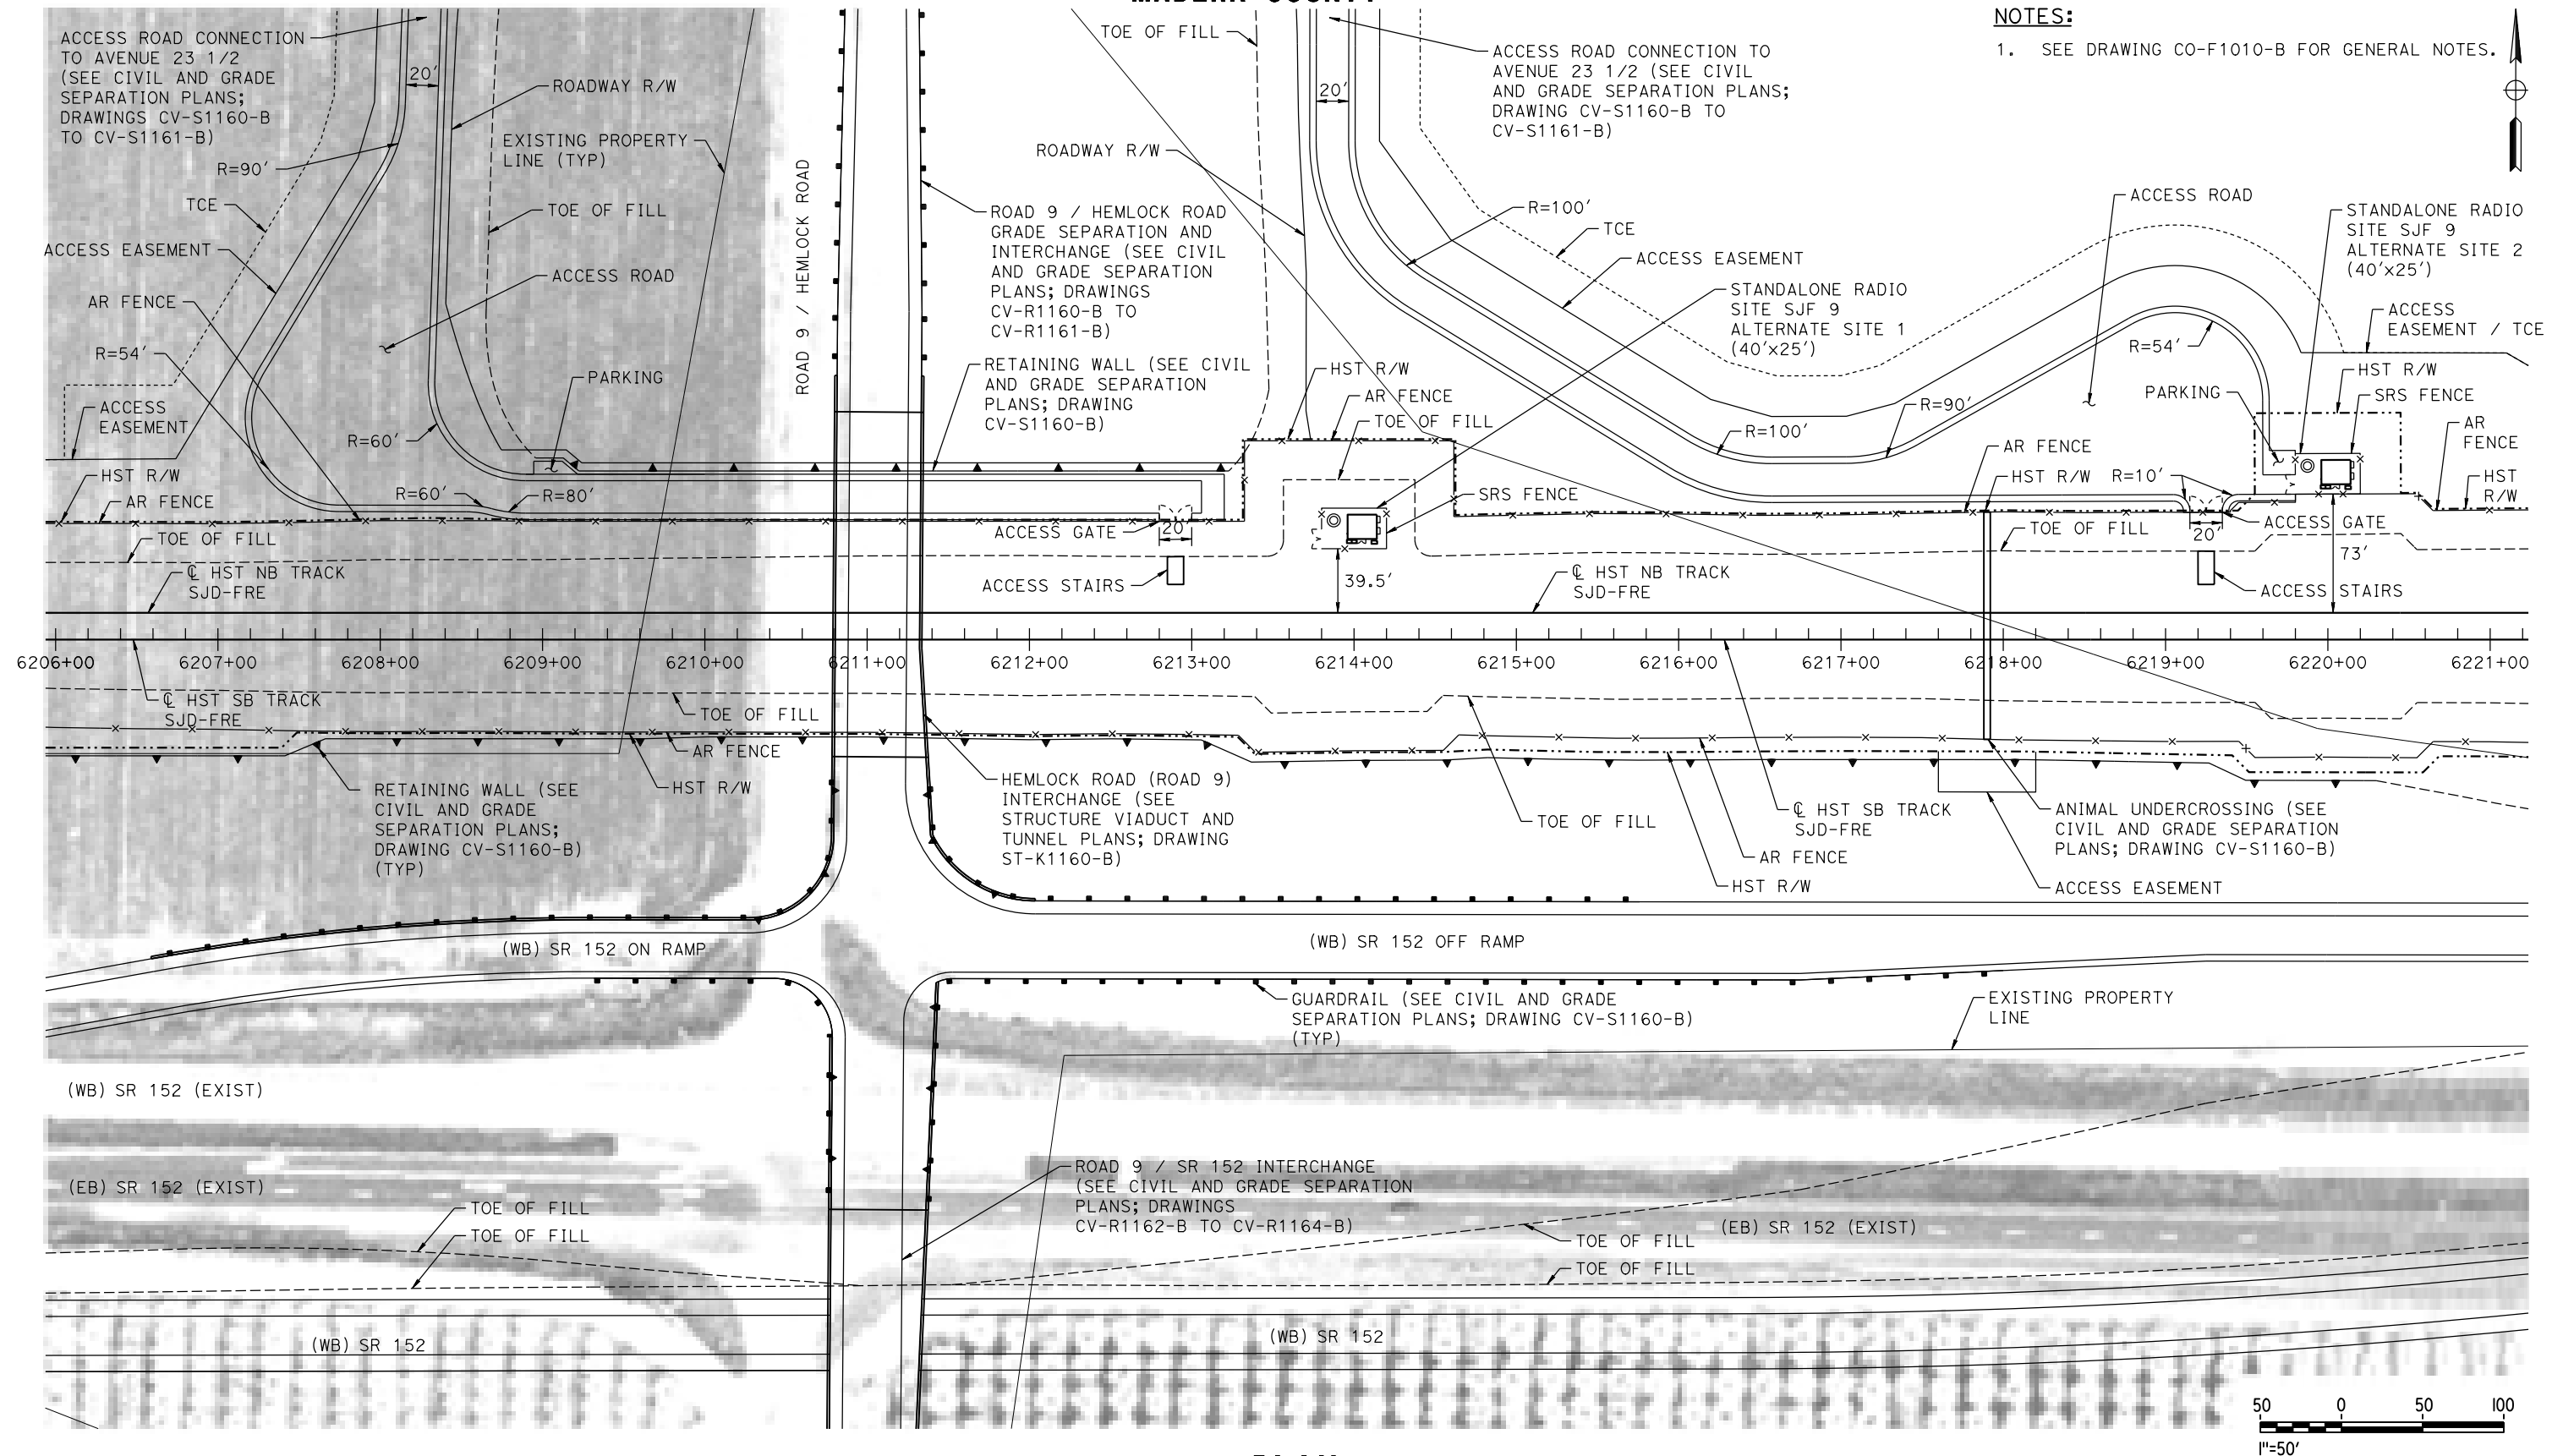 NOTES:
1. SEE DRAWING CO-F1010-B FOR GENERAL NOTES.
ACCESS ROAD CONNECTION
TO AVENUE 23 1/2
(SEE CIVIL AND GRADE
SEPARATION PLANS;
DRAWINGS CV-S1160-B
TO CV-S1161-B)
20'
ROADWAY R/W
EXISTING PROPERTY
LINE (TYP)
R=90'
TCE
TOE OF FILL
ACCESS EASEMENT
ACCESS ROAD
AR FENCE
R=54'
PARKING
ACCESS
EASEMENT
R=60'
HST R/W
AR FENCE
R=60'
R=80'
TOE OF FILL
℄ HST NB TRACK
SJD-FRE
ROAD 9 / HEMLOCK ROAD
TOE OF FILL
20'
ACCESS ROAD CONNECTION TO
AVENUE 23 1/2 (SEE CIVIL
AND GRADE SEPARATION PLANS;
DRAWING CV-S1160-B TO
CV-S1161-B)
ROADWAY R/W
ROAD 9 / HEMLOCK ROAD
GRADE SEPARATION AND
INTERCHANGE (SEE CIVIL
AND GRADE SEPARATION
PLANS; DRAWINGS
CV-R1160-B TO
CV-R1161-B)
RETAINING WALL (SEE CIVIL
AND GRADE SEPARATION
PLANS; DRAWING
CV-S1160-B)
R=100'
TCE
ACCESS EASEMENT
STANDALONE RADIO
SITE SJF 9
ALTERNATE SITE 1
(40'x25')
HST R/W
AR FENCE
TOE OF FILL
SRS FENCE
ACCESS GATE
20'
ACCESS STAIRS
39.5'
℄ HST NB TRACK
SJD-FRE
R=100'
R=90'
ACCESS ROAD
STANDALONE RADIO
SITE SJF 9
ALTERNATE SITE 2
(40'x25')
ACCESS
EASEMENT / TCE
R=54'
HST R/W
PARKING
SRS FENCE
AR
FENCE
AR FENCE
HST R/W
R=10'
HST
R/W
ACCESS GATE
TOE OF FILL
20'
73'
ACCESS STAIRS
6206+00 6207+00 6208+00 6209+00 6210+00 6211+00 6212+00 6213+00 6214+00 6215+00 6216+00 6217+00 6218+00 6219+00 6220+00 6221+00
℄ HST SB TRACK
SJD-FRE
TOE OF FILL
AR FENCE
HST R/W
RETAINING WALL (SEE
CIVIL AND GRADE
SEPARATION PLANS;
DRAWING CV-S1160-B)
(TYP)
HEMLOCK ROAD (ROAD 9)
INTERCHANGE (SEE
STRUCTURE VIADUCT AND
TUNNEL PLANS; DRAWING
ST-K1160-B)
TOE OF FILL
℄ HST SB TRACK
SJD-FRE
AR FENCE
HST R/W
ANIMAL UNDERCROSSING (SEE
CIVIL AND GRADE SEPARATION
PLANS; DRAWING CV-S1160-B)
ACCESS EASEMENT
(WB) SR 152 ON RAMP
(WB) SR 152 OFF RAMP
GUARDRAIL (SEE CIVIL AND GRADE
SEPARATION PLANS; DRAWING CV-S1160-B)
(TYP)
EXISTING PROPERTY
LINE
(WB) SR 152 (EXIST)
(EB) SR 152 (EXIST)
TOE OF FILL
TOE OF FILL
ROAD 9 / SR 152 INTERCHANGE
(SEE CIVIL AND GRADE SEPARATION
PLANS; DRAWINGS
CV-R1162-B TO CV-R1164-B)
(EB) SR 152 (EXIST)
TOE OF FILL
TOE OF FILL
(WB) SR 152
(WB) SR 152
50 0 50 100
1"=50'